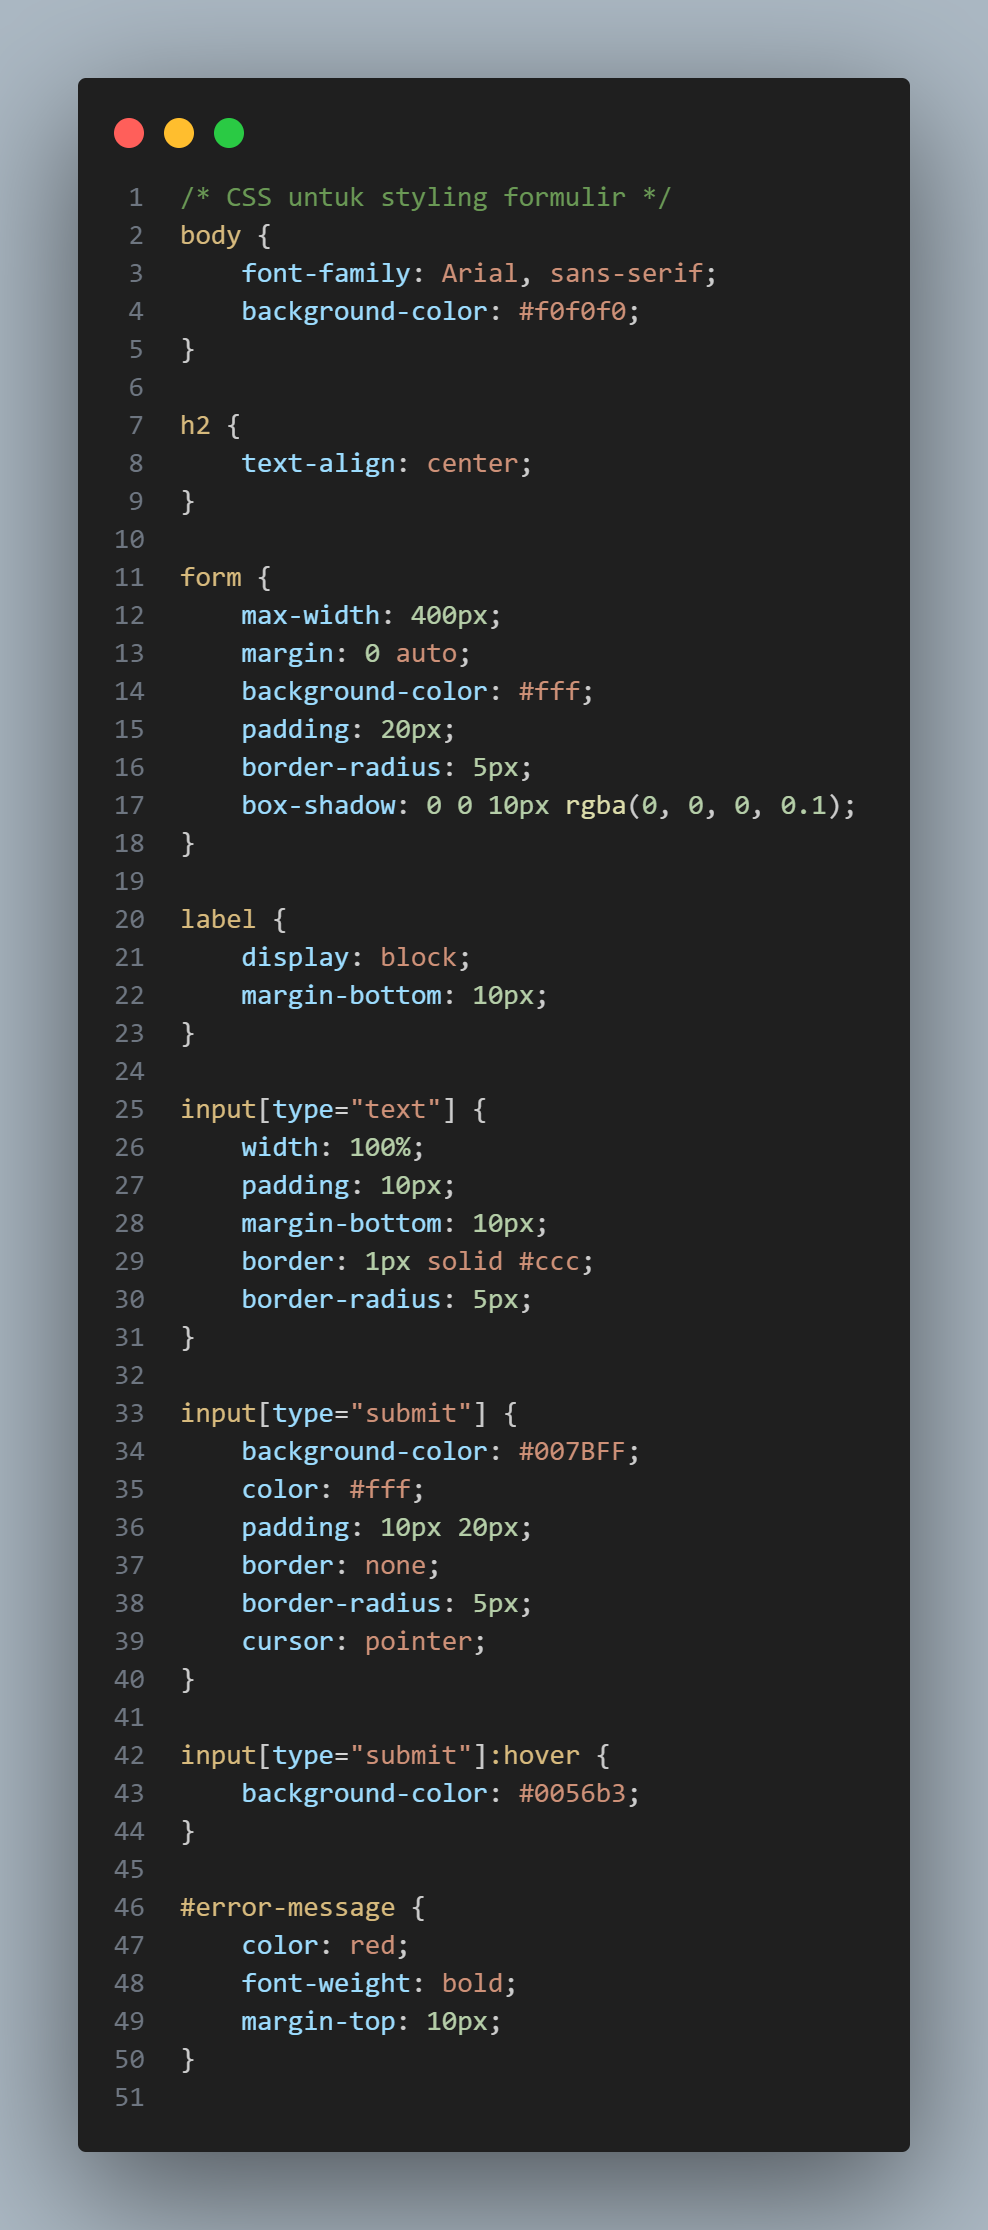 1 /* CSS untuk styling formulir */
2 body {
3     font-family: Arial, sans-serif;
4     background-color: #f0f0f0;
5 }
6
7 h2 {
8     text-align: center;
9 }
10
11 form {
12     max-width: 400px;
13     margin: 0 auto;
14     background-color: #fff;
15     padding: 20px;
16     border-radius: 5px;
17     box-shadow: 0 0 10px rgba(0, 0, 0, 0.1);
18 }
19
20 label {
21     display: block;
22     margin-bottom: 10px;
23 }
24
25 input[type="text"] {
26     width: 100%;
27     padding: 10px;
28     margin-bottom: 10px;
29     border: 1px solid #ccc;
30     border-radius: 5px;
31 }
32
33 input[type="submit"] {
34     background-color: #007BFF;
35     color: #fff;
36     padding: 10px 20px;
37     border: none;
38     border-radius: 5px;
39     cursor: pointer;
40 }
41
42 input[type="submit"]:hover {
43     background-color: #0056b3;
44 }
45
46 #error-message {
47     color: red;
48     font-weight: bold;
49     margin-top: 10px;
50 }
51